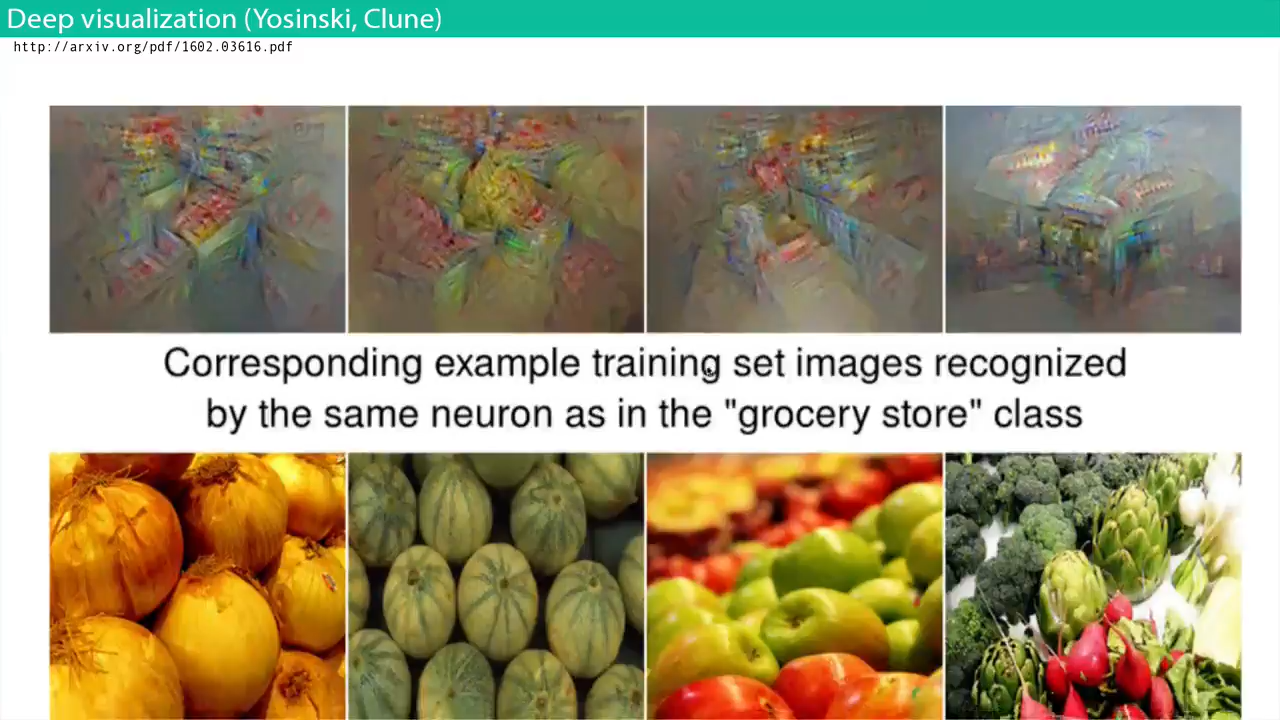 Deep visualization (Yosinski, Clune)
http://arxiv.org/pdf/1602.03616.pdf
Corresponding example training set images recognized
by the same neuron as in the "grocery store" class